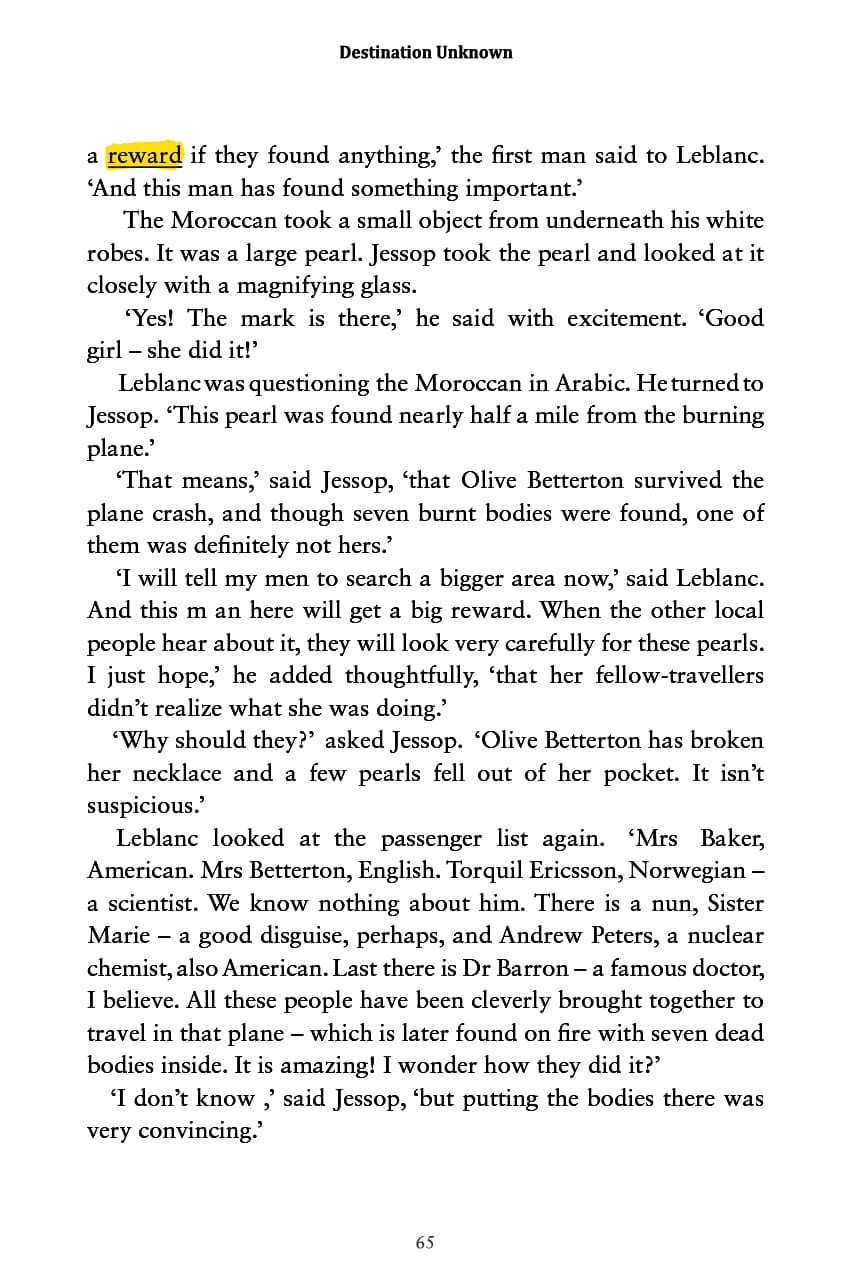 Destination Unknown
a reward if they found anything,’ the first man said to Leblanc.
‘And this man has found something important.’
The Moroccan took a small object from underneath his white
robes. It was a large pearl. Jessop took the pearl and looked at it
closely with a magnifying glass.
‘Yes! The mark is there,’ he said with excitement. ‘Good
girl – she did it!’
Leblanc was questioning the Moroccan in Arabic. He turned to
Jessop. ‘This pearl was found nearly half a mile from the burning
plane.’
‘That means,’ said Jessop, ‘that Olive Betterton survived the
plane crash, and though seven burnt bodies were found, one of
them was definitely not hers.’
‘I will tell my men to search a bigger area now,’ said Leblanc.
And this m an here will get a big reward. When the other local
people hear about it, they will look very carefully for these pearls.
I just hope,’ he added thoughtfully, ‘that her fellow-travellers
didn’t realize what she was doing.’
‘Why should they?’ asked Jessop. ‘Olive Betterton has broken
her necklace and a few pearls fell out of her pocket. It isn’t
suspicious.’
Leblanc looked at the passenger list again. ‘Mrs Baker,
American. Mrs Betterton, English. Torquil Ericsson, Norwegian –
a scientist. We know nothing about him. There is a nun, Sister
Marie – a good disguise, perhaps, and Andrew Peters, a nuclear
chemist, also American. Last there is Dr Barron – a famous doctor,
I believe. All these people have been cleverly brought together to
travel in that plane – which is later found on fire with seven dead
bodies inside. It is amazing! I wonder how they did it?’
‘I don’t know ,’ said Jessop, ‘but putting the bodies there was
very convincing.’
65